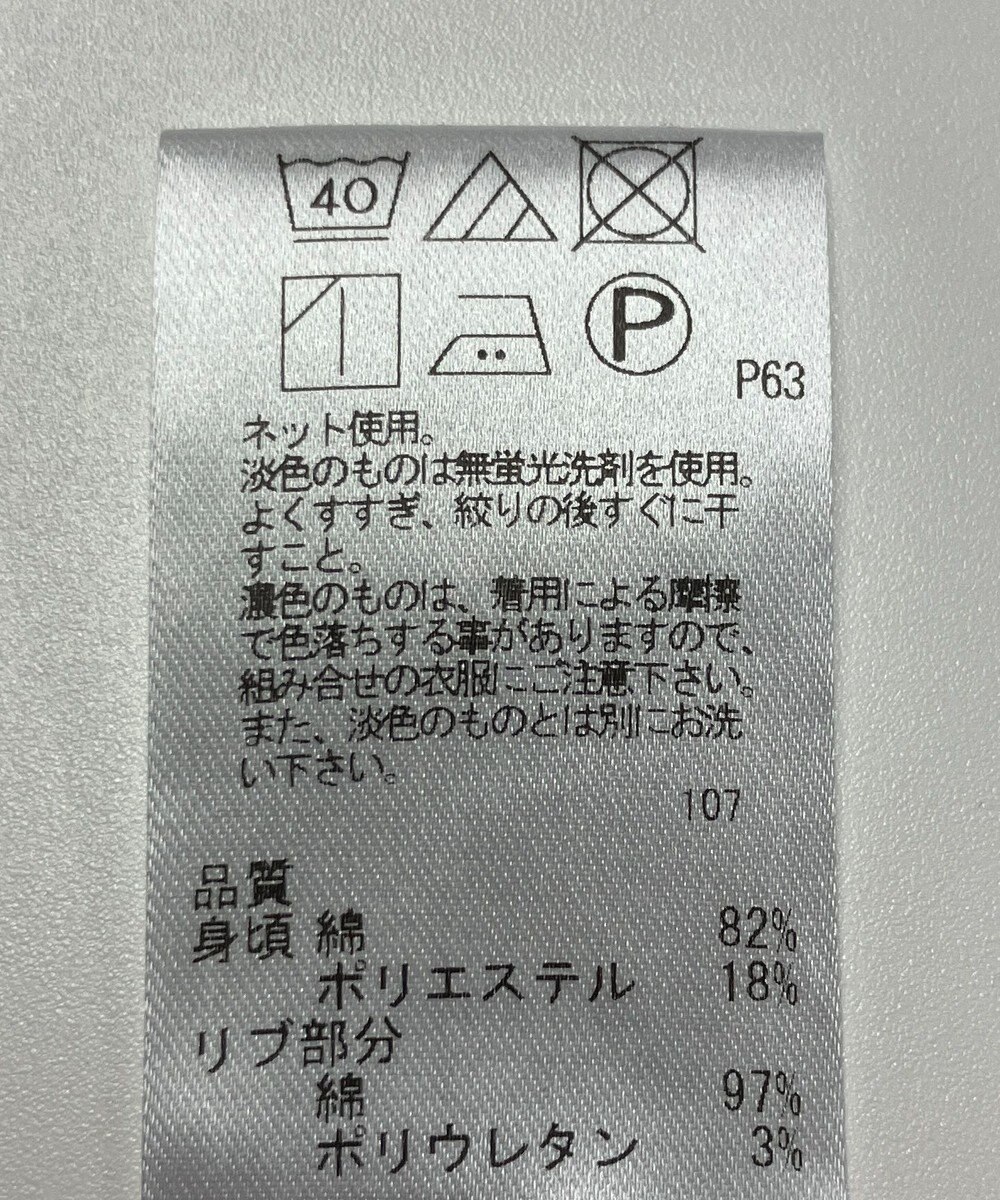 40
P
P63
ネット使用。
淡色のものは無蛍光洗剤を使用。
よくすすぎ、絞りの後すぐに干
すこと。
濃色のものは、着用による摩擦
で色落ちする事がありますので、
組み合せの衣服にご注意下さい。
また、淡色のものとは別にお洗
い下さい。
107
品質
身頃 綿 82%
ポリエステル 18%
リブ部分
綿 97%
ポリウレタン 3%